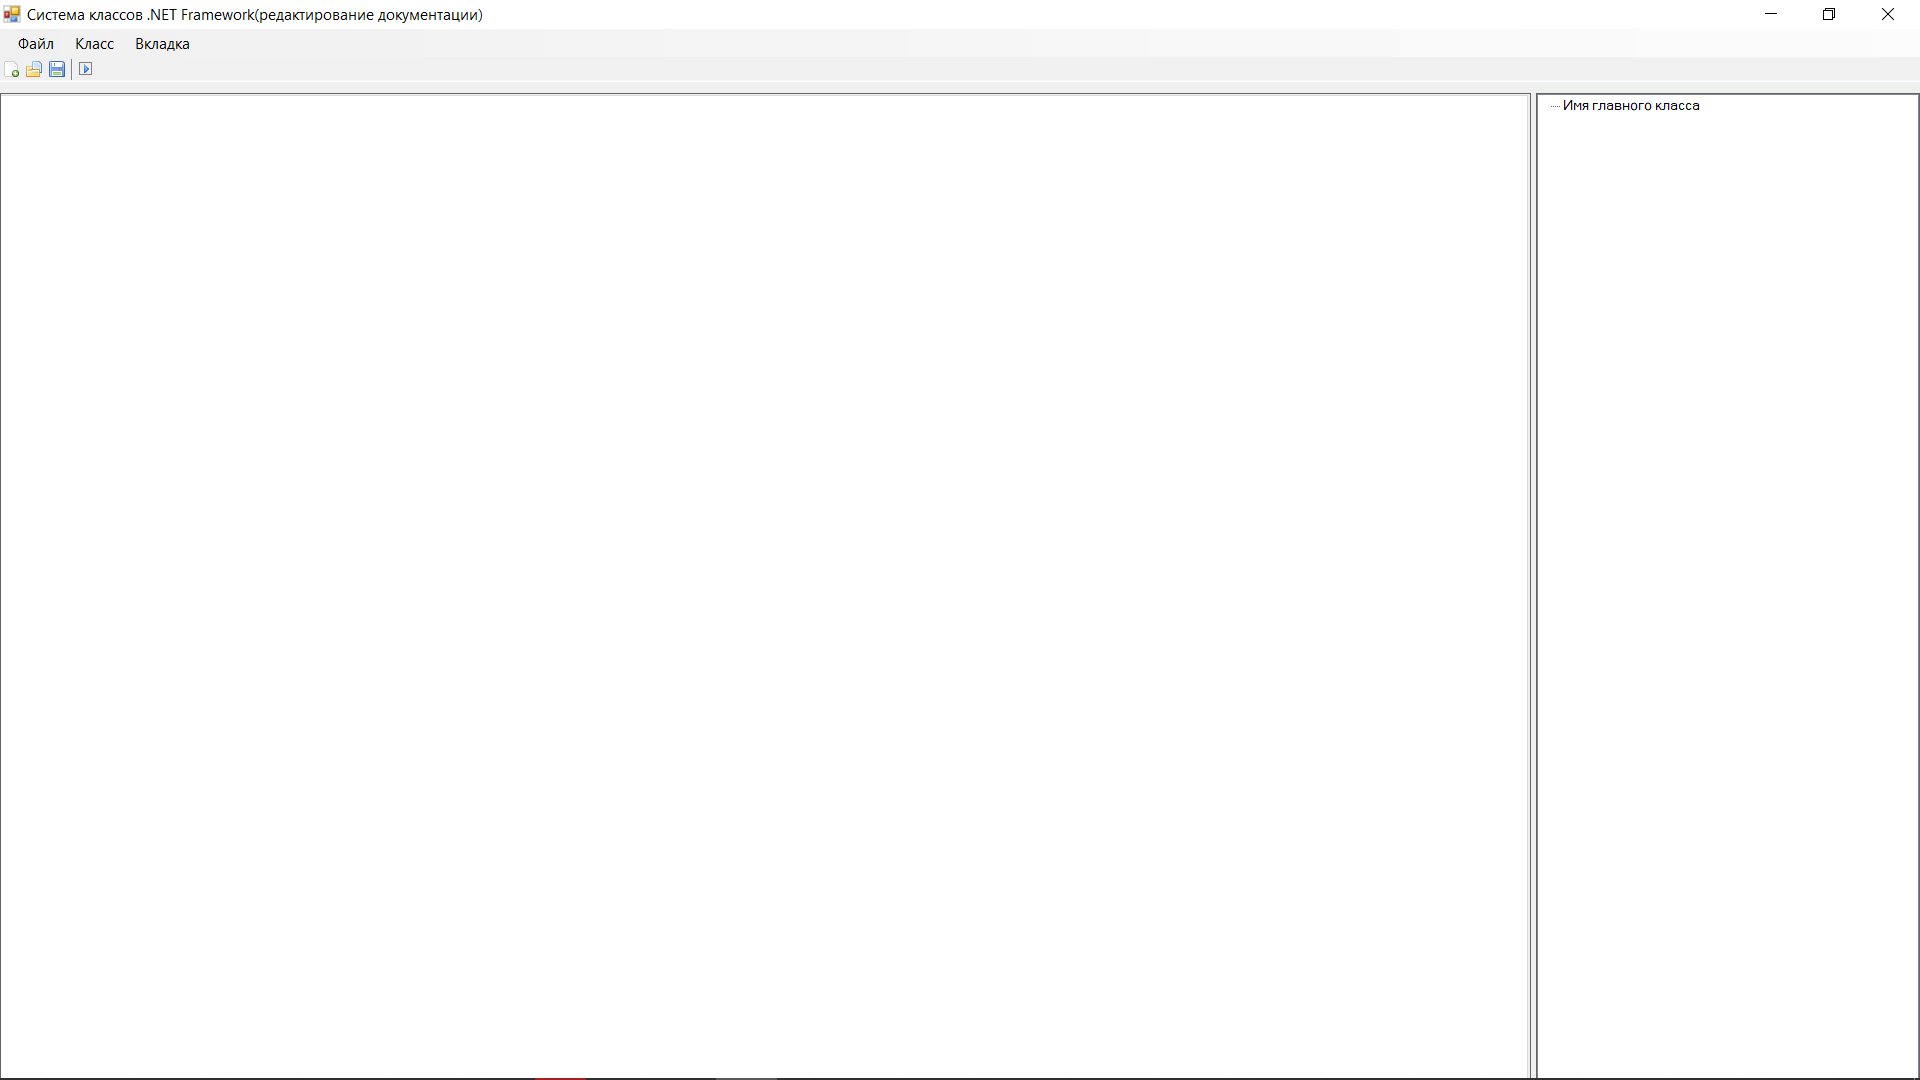 Система классов .NET Framework(редактирование документации)
Файл Класс Вкладка
Имя главного класса